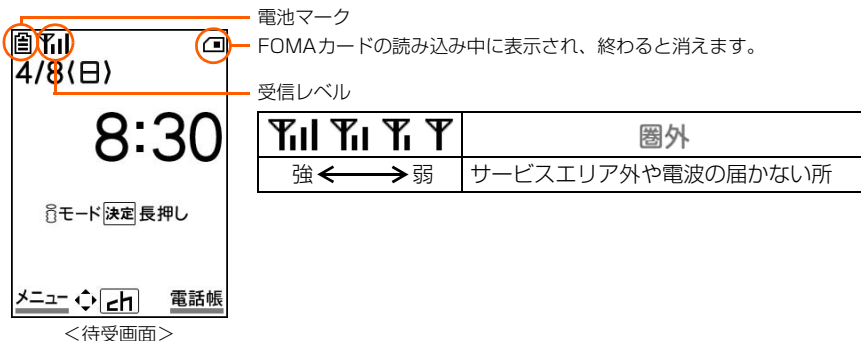 電池マーク
FOMAカードの読み込み中に表示され、終わると消えます。
4/8(日)
受信レベル
8:30
圏外
強 弱 サービスエリア外や電波の届かない所
iモード 決定 長押し
メニュー ch 電話帳
＜待受画面＞